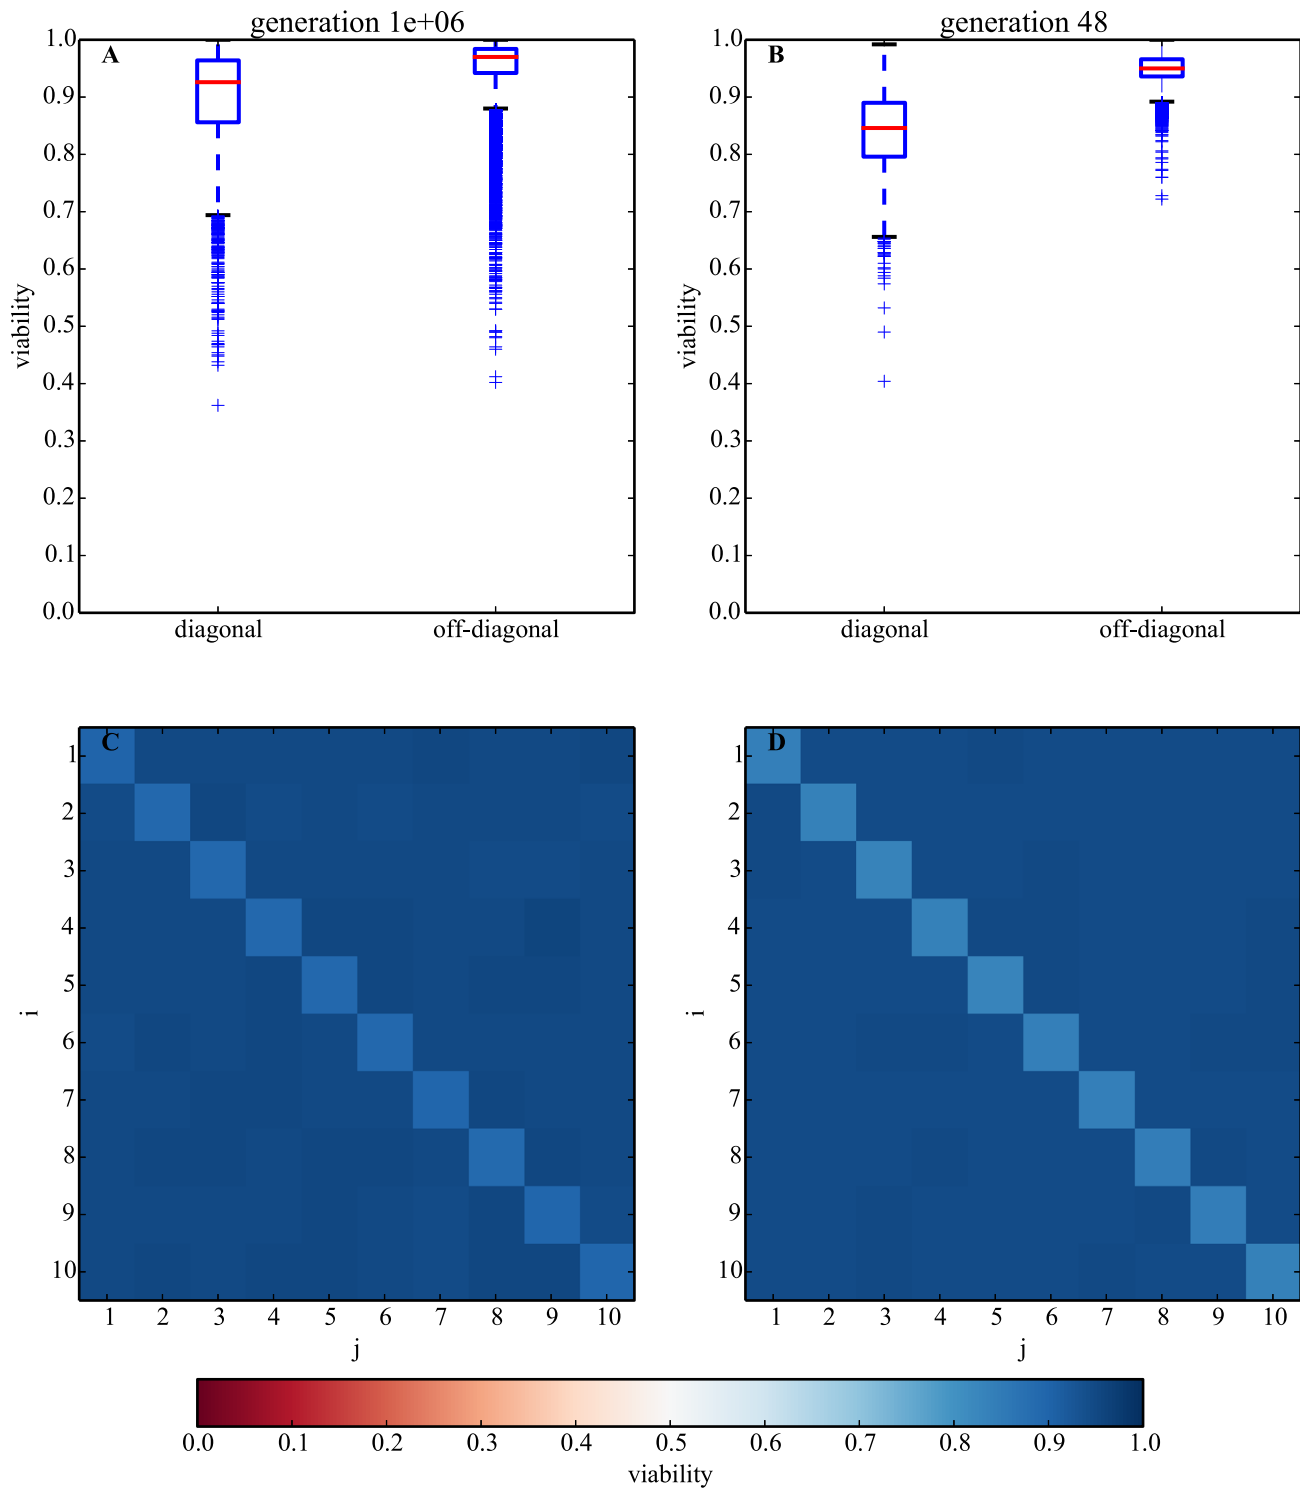 generation 1e+06
generation 48
A
B
1.0
0.9
0.8
0.7
0.6
0.5
0.4
0.3
0.2
0.1
0.0
viability
diagonal
off-diagonal
1.0
0.9
0.8
0.7
0.6
0.5
0.4
0.3
0.2
0.1
0.0
viability
diagonal
off-diagonal
C
1
2
3
4
5
6
7
8
9
10
i
1 2 3 4 5 6 7 8 9 10
j
D
1
2
3
4
5
6
7
8
9
10
i
1 2 3 4 5 6 7 8 9 10
j
0.0 0.1 0.2 0.3 0.4 0.5 0.6 0.7 0.8 0.9 1.0
viability